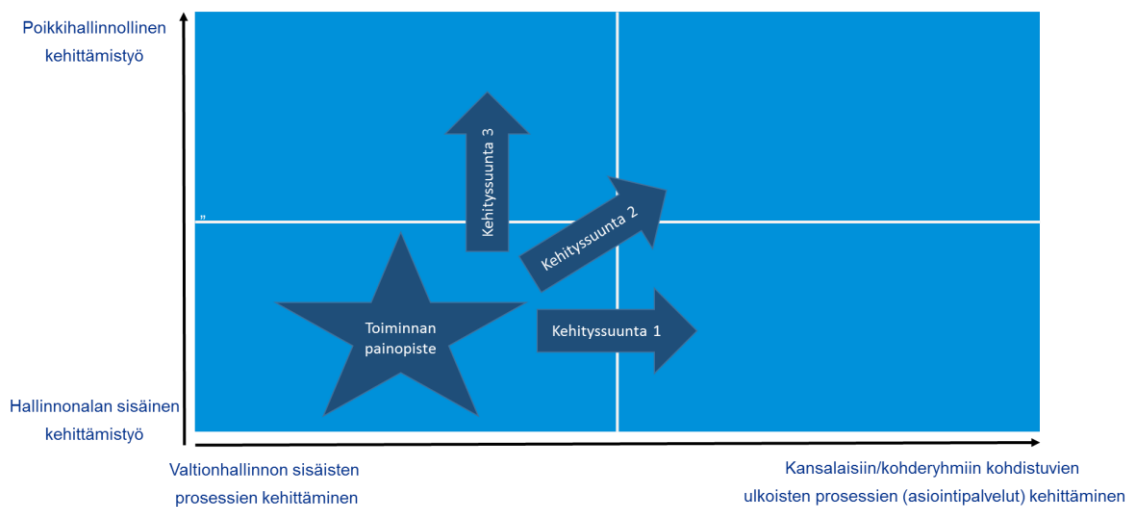 Poikkihallinnollinen
kehittämistyö
Kehityssuunta 3
"
Kehityssuunta 2
Toiminnan
painopiste
Kehityssuunta 1
Hallinnonalan sisäinen
kehittämistyö
Valtionhallinnon sisäisten
prosessien kehittäminen
Kansalaisiin/kohderyhmiin kohdistuvien
ulkoisten prosessien (asiointipalvelut) kehittäminen